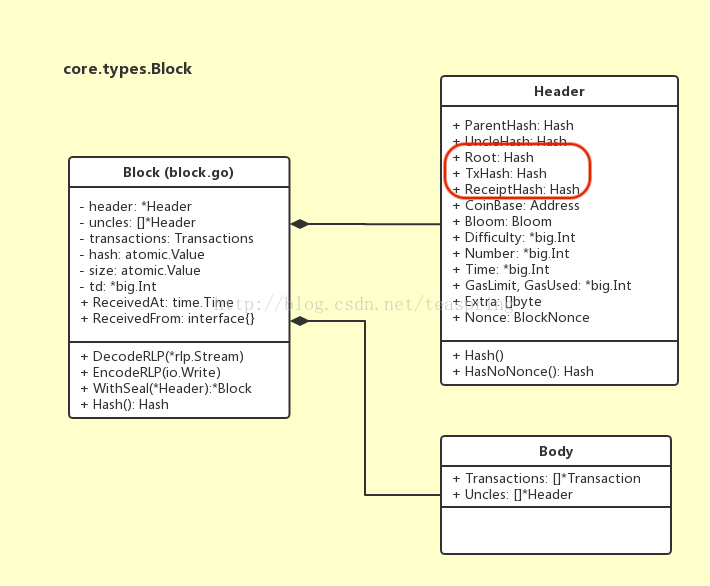 core.types.Block
Block (block.go)
- header: *Header
- uncles: []*Header
- transactions: Transactions
- hash: atomic.Value
- size: atomic.Value
- td: *big.Int
+ ReceivedAt: time.Time
+ ReceivedFrom: interface{}
+ DecodeRLP(*rlp.Stream)
+ EncodeRLP(io.Write)
+ WithSeal(*Header):*Block
+ Hash(): Hash
Header
+ ParentHash: Hash
+ UncleHash: Hash
+ Root: Hash
+ TxHash: Hash
+ ReceiptHash: Hash
+ CoinBase: Address
+ Bloom: Bloom
+ Difficulty: *big.Int
+ Number: *big.Int
+ Time: *big.Int
+ GasLimit, GasUsed: *big.Int
+ Extra: []byte
+ Nonce: BlockNonce
+ Hash()
+ HasNoNonce(): Hash
Body
+ Transactions: []*Transaction
+ Uncles: []*Header
http://blog.csdn.net/teaspring